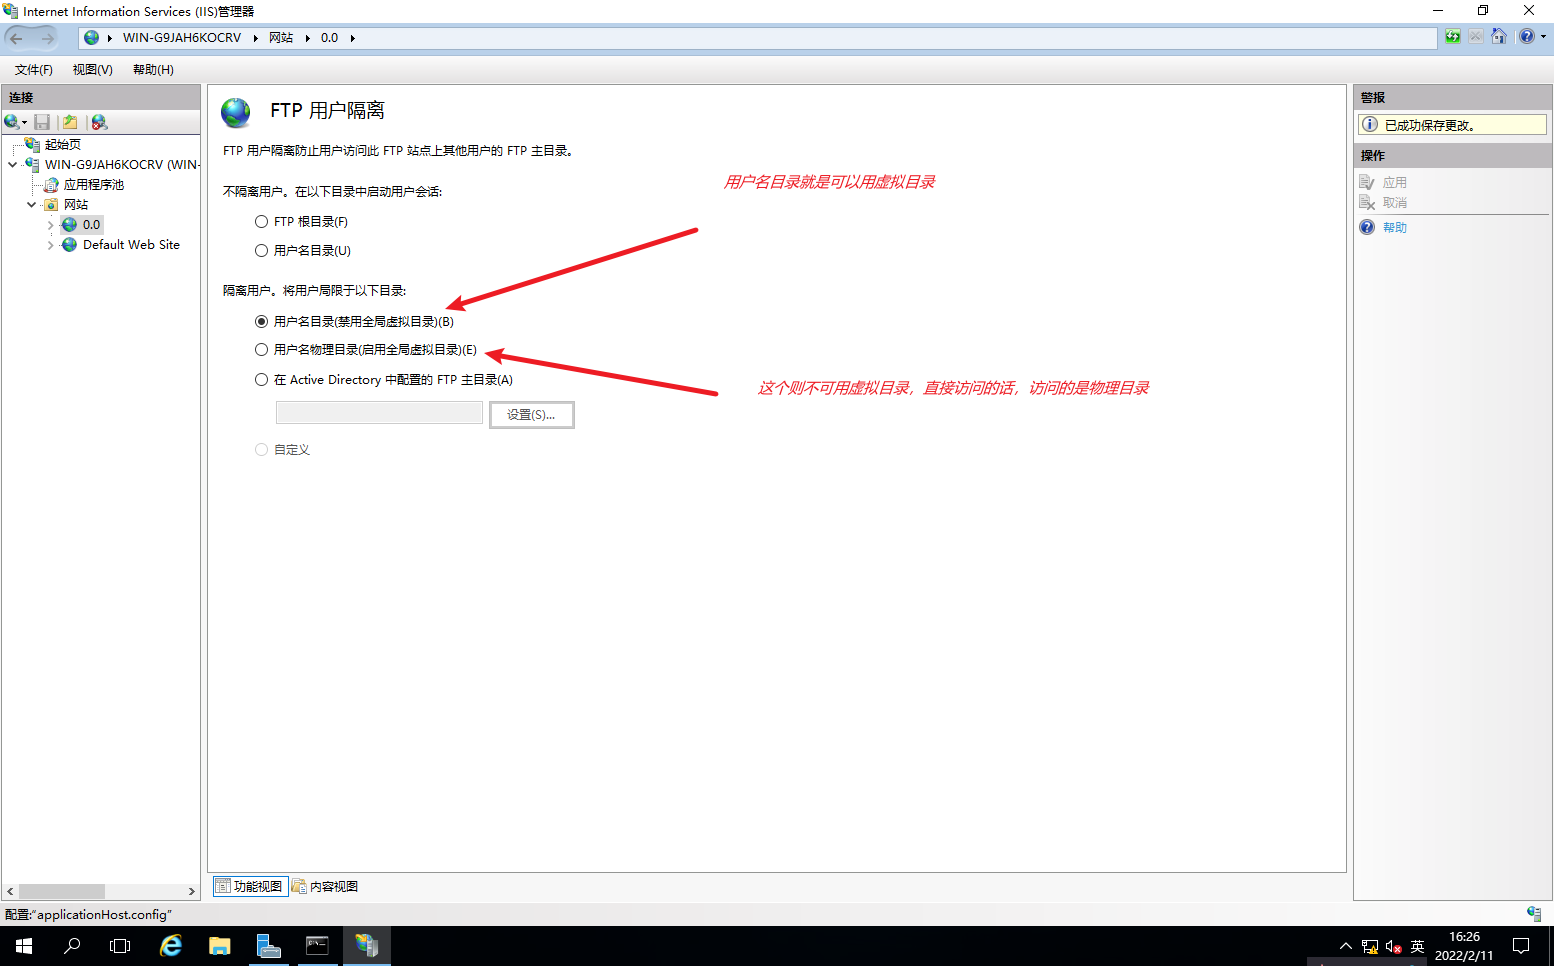 Internet Information Services (IIS)管理器
WIN-G9JAH6KOCRV
网站
0.0
文件(F)
视图(V)
帮助(H)
连接
起始页
WIN-G9JAH6KOCRV (WIN-
应用程序池
网站
0.0
Default Web Site
FTP 用户隔离
FTP 用户隔离防止用户访问此 FTP 站点上其他用户的 FTP 主目录。
用户名目录就是可以用虚拟目录
不隔离用户。在以下目录中启动用户会话:
FTP 根目录(F)
用户名目录(U)
隔离用户。将用户局限于以下目录:
用户名目录(禁用全局虚拟目录)(B)
用户名物理目录(启用全局虚拟目录)(E)
在 Active Directory 中配置的 FTP 主目录(A)
这个则不可用虚拟目录，直接访问的话，访问的是物理目录
设置(S)...
自定义
警报
已成功保存更改。
操作
应用
取消
帮助
功能视图
内容视图
配置:“applicationHost.config”
英
16:26
2022/2/11